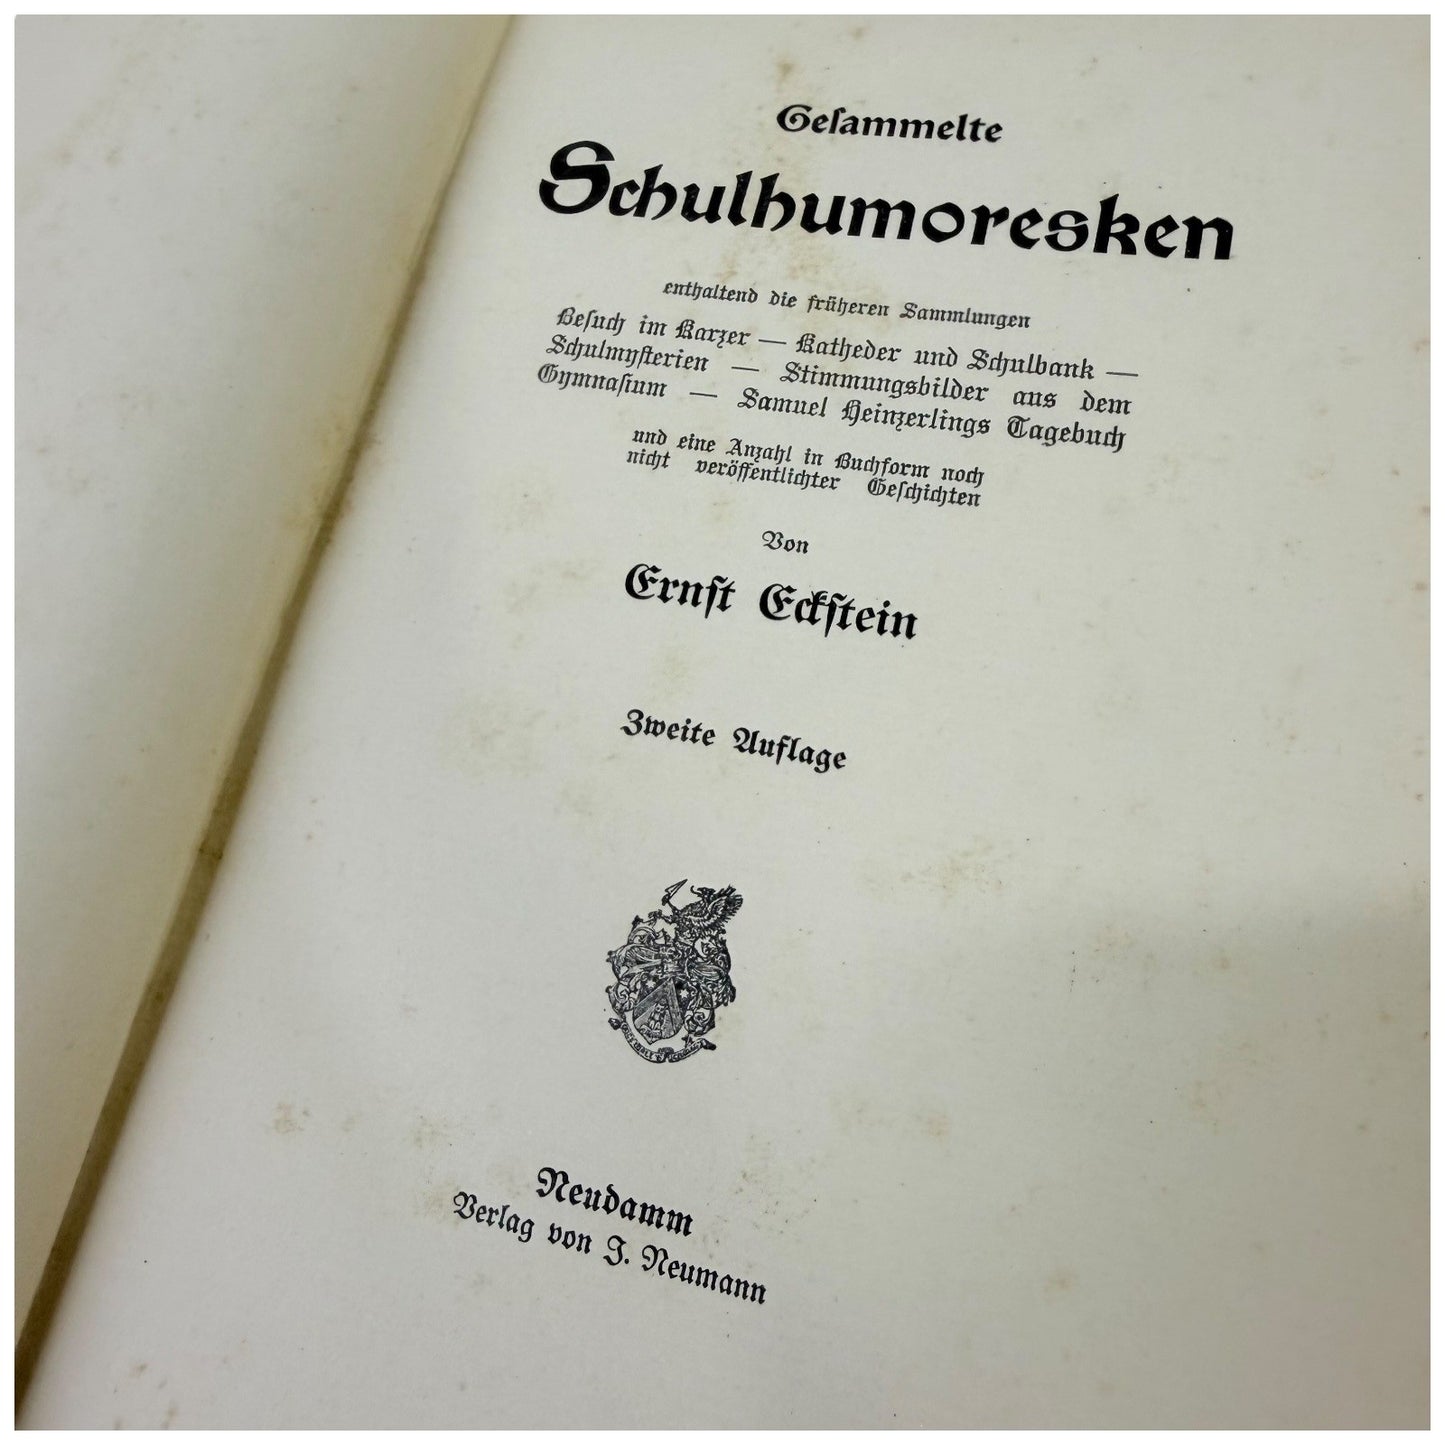 Geſammelte
Schulhumoresken
enthaltend die früheren Sammlungen
Beſuch im Karzer — Katheder und Schulbank —
Schulmyſterien — Stimmungsbilder aus dem
Gymnaſium — Samuel Heinzerlings Tagebuch
und eine Anzahl in Buchform noch
nicht veröffentlichter Geſchichten
Von
Ernſt Eckſtein
Zweite Auflage
Neudamm
Verlag von J. Neumann